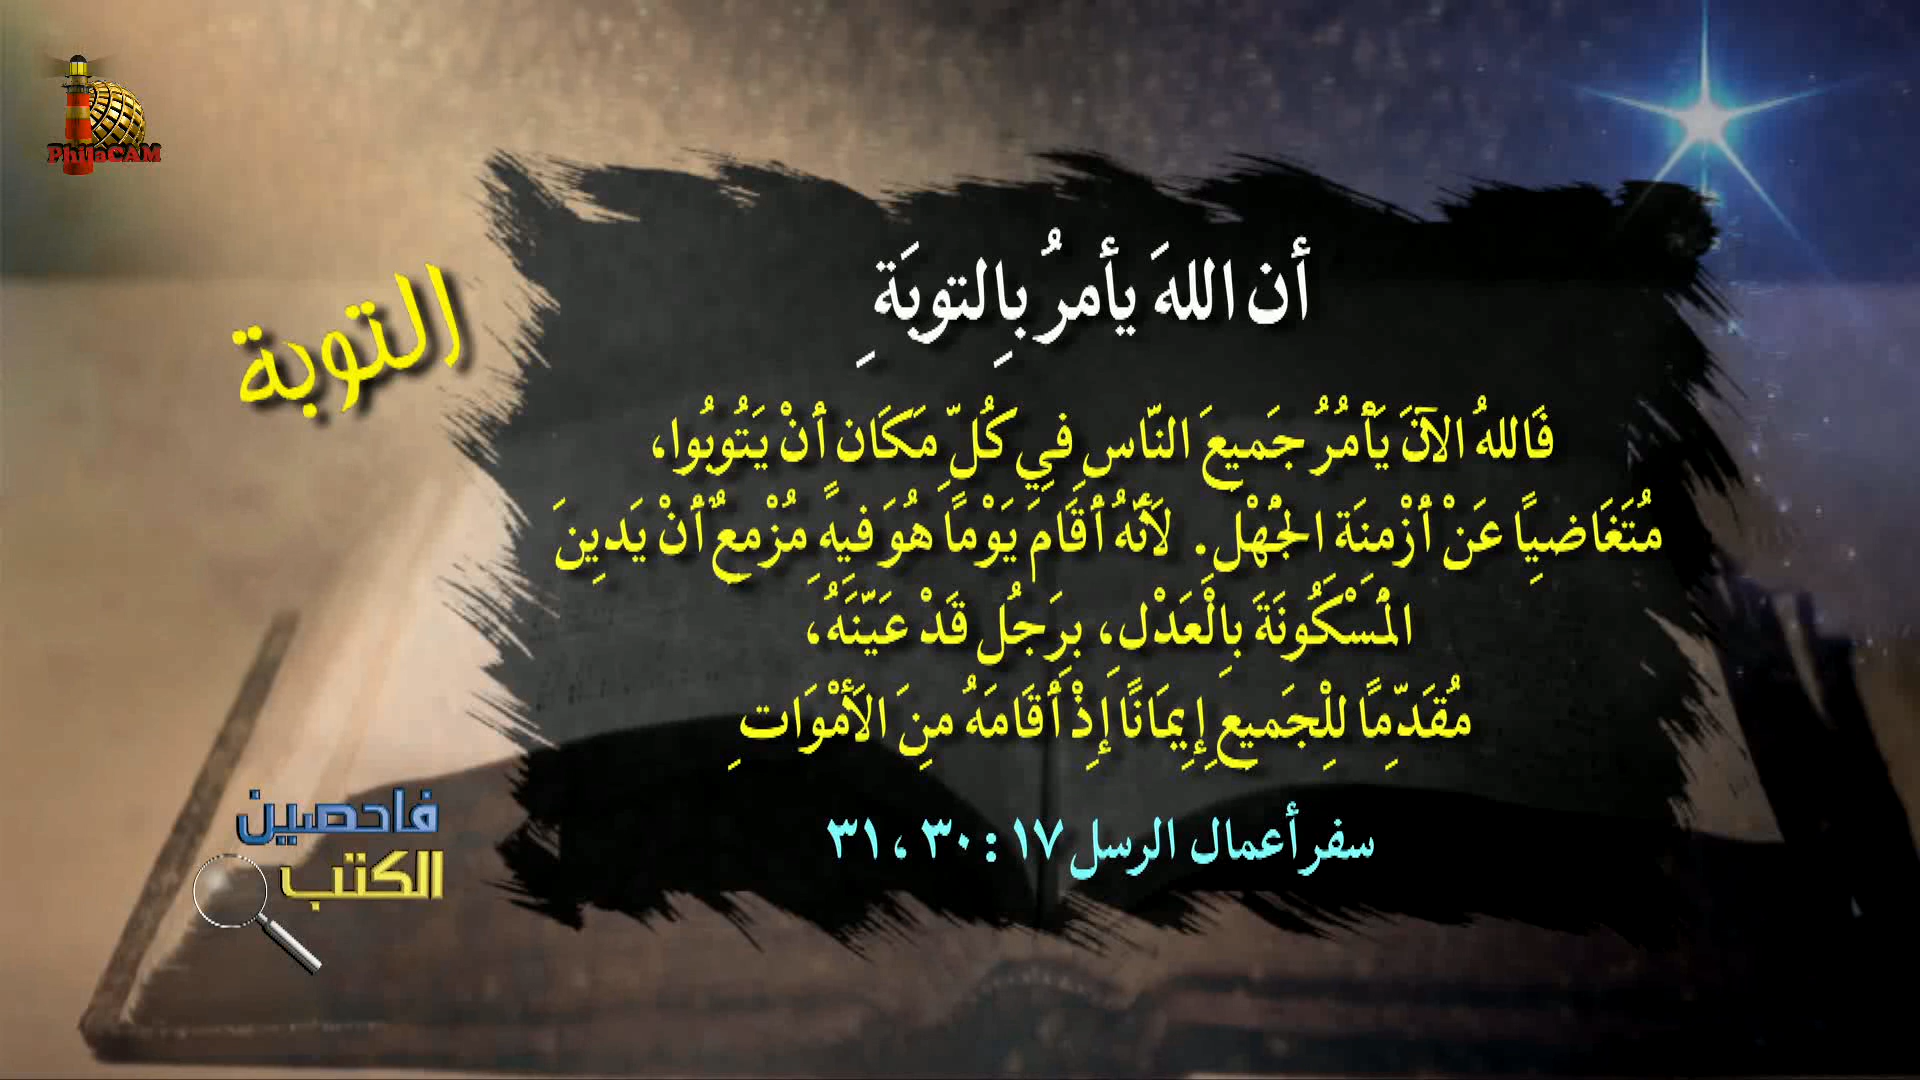 PhilaCAM
أن اللهَ يأمرُ بِالتوبَةِ
التوبة
فَاللهُ الآنَ يَأْمُرُ جَمِيعَ النَّاسِ فِي كُلِّ مَكَانٍ أَنْ يَتُوبُوا،
مُتَغَاضِيًا عَنْ أَزْمِنَةِ الْجَهْلِ. لأَنَّهُ أَقَامَ يَوْمًا هُوَ فِيهِ مُزْمِعٌ أَنْ يَدِينَ
الْمَسْكُونَةَ بِالْعَدْلِ، بِرَجُل قَدْ عَيَّنَهُ،
مُقَدِّمًا لِلْجَمِيعِ إِيمَانًا إِذْ أَقَامَهُ مِنَ الأَمْوَاتِ
سفر أعمال الرسل ١٧ : ٣٠ ، ٣١
فاحصين
الكتب